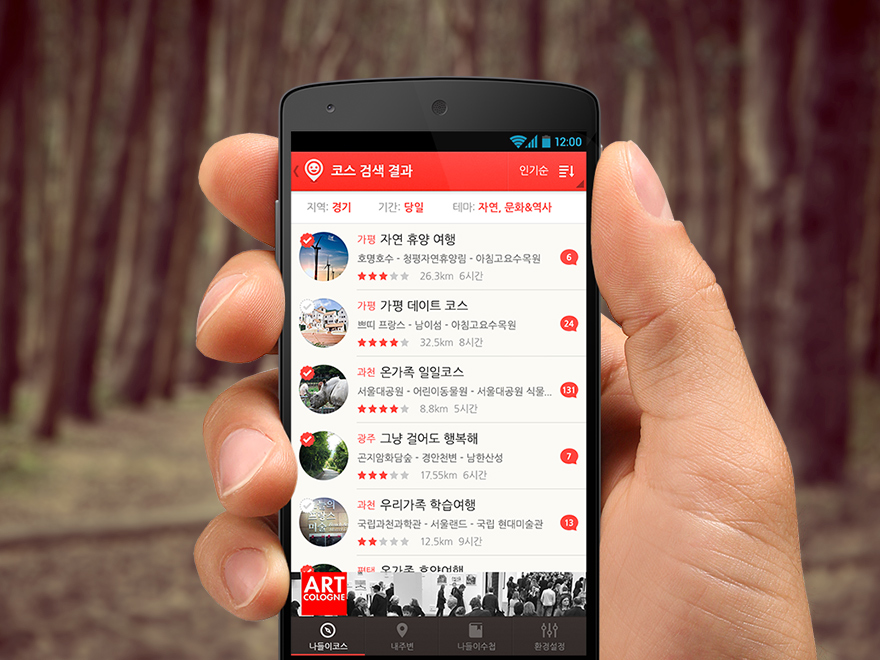 12:00
코스 검색 결과
인기순
지역: 경기 기간: 당일 테마: 자연, 문화&역사
가평 자연 휴양 여행
호명호수 - 청평자연휴양림 - 아침고요수목원
6
26,3km 6시간
가평 가평 데이트 코스
쁘띠 프랑스 - 남이섬 - 아침고요수목원
24
32.5km 8시간
과천 온가족 일일코스
서울대공원 - 어린이동물원 - 서울대공원 식물...
131
8.8km 5시간
광주 그냥 걸어도 행복해
곤지암화담숲 - 경안천변 - 남한산성
7
17,55km 6시간
과천 우리가족 학습여행
국립과천과학관 - 서울랜드 - 국립 현대미술관
13
12,5km 9시간
평택 온가족 휴양여행
ART
COLOGNE
나들이코스 내주변 나들이수첩 환경설정